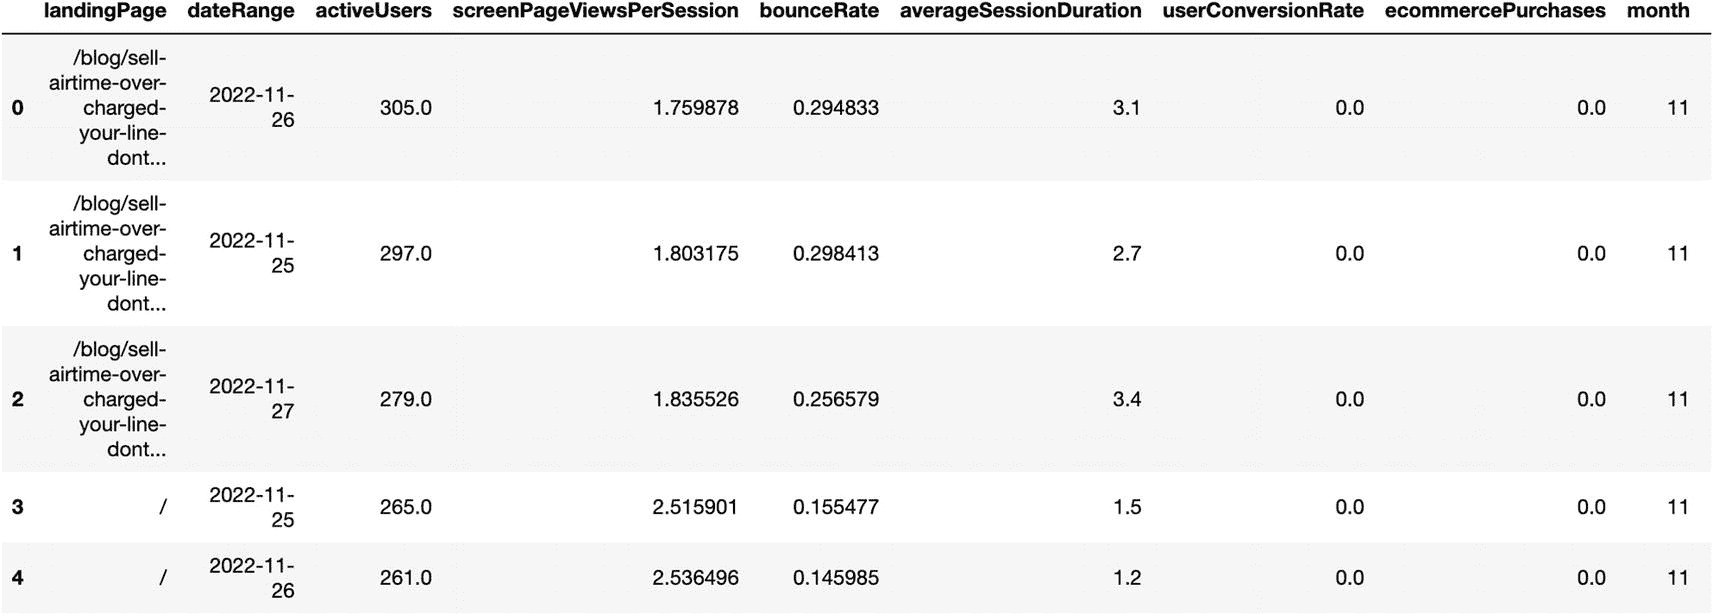 landingPage dateRange activeUsers screenPageViewsPerSession bounceRate averageSessionDuration userConversionRate ecommercePurchases month
0 /blog/sell-airtime-over-charged-your-line-dont... 2022-11-26 305.0 1.759878 0.294833 3.1 0.0 0.0 11
1 /blog/sell-airtime-over-charged-your-line-dont... 2022-11-25 297.0 1.803175 0.298413 2.7 0.0 0.0 11
2 /blog/sell-airtime-over-charged-your-line-dont... 2022-11-27 279.0 1.835526 0.256579 3.4 0.0 0.0 11
3 / 2022-11-25 265.0 2.515901 0.155477 1.5 0.0 0.0 11
4 / 2022-11-26 261.0 2.536496 0.145985 1.2 0.0 0.0 11